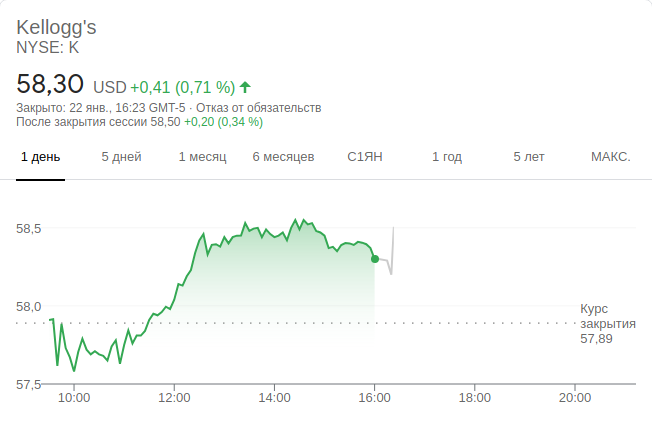 Kellogg's
NYSE: K
58,30 USD +0,41 (0,71 %)
Закрыто: 22 янв., 16:23 GMT-5 · Отказ от обязательств
После закрытия сессии 58,50 +0,20 (0,34 %)
1 день 5 дней 1 месяц 6 месяцев С1ЯН 1 год 5 лет МАКС.
58,5
58,0
Курс
закрытия
57,89
57,5
10:00 12:00 14:00 16:00 18:00 20:00